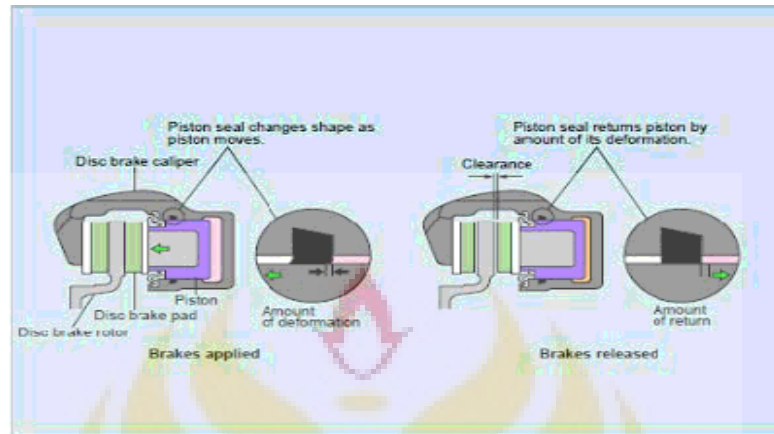 Piston seal changes shape as
piston moves.
Disc brake caliper
Piston
Disc brake pad
Disc brake rotor
Amount
of deformation
Brakes applied
Piston seal returns piston by
amount of its deformation.
Clearance
Amount
of return
Brakes released